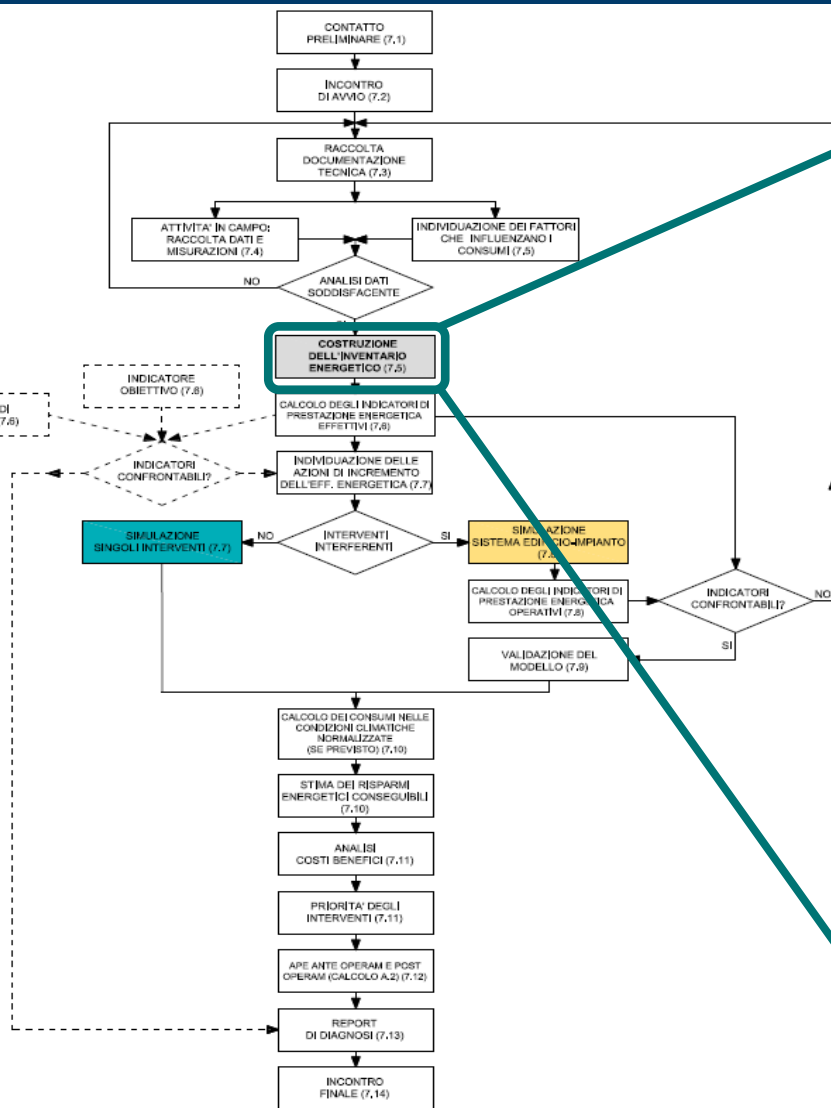 CONTATTO
PRELIMINARE (7.1)
INCONTRO
DI AVVIO (7.2)
RACCOLTA
DOCUMENTAZIONE
TECNICA (7.3)
ATTIVITA' IN CAMPO:
RACCOLTA DATI E
MISURAZIONI (7.4)
INDIVIDUAZIONE DEI FATTORI
CHE INFLUENZANO I
CONSUMI (7.5)
NO
ANALISI DATI
SODDISFACENTE
COSTRUZIONE
DELL'INVENTARIO
ENERGETICO (7.5)
INDICATORE
OBIETTIVO (7.6)
DI
7.6)
CALCOLO DEGLI INDICATORI DI
PRESTAZIONE ENERGETICA
EFFETTIVI (7.6)
INDICATORI
CONFRONTABILI?
INDIVIDUAZIONE DELLE
AZIONI DI INCREMENTO
DELL'EFF. ENERGETICA (7.7)
SIMULAZIONE
SINGOLI INTERVENTI (7.7)
NO
INTERVENTI
INTERFERENTI
SI
SIMULAZIONE
SISTEMA EDIFICIO-IMPIANTO
CALCOLO DEGLI INDICATORI DI
PRESTAZIONE ENERGETICA
OPERATIVI (7.8)
INDICATORI
CONFRONTABILI?
NO
SI
VALIDAZIONE DEL
MODELLO (7.9)
CALCOLO DEI CONSUMI NELLE
CONDIZIONI CLIMATICHE
NORMALIZZATE
(SE PREVISTO) (7.10)
STIMA DEI RISPARMI
ENERGETICI CONSEGUIBILI
(7.10)
ANALISI
COSTI BENEFICI (7.11)
PRIORITA' DEGLI
INTERVENTI (7.11)
APE ANTE OPERAM E POST
OPERAM (CALCOLO A.2) (7.12)
REPORT
DI DIAGNOSI (7.13)
INCONTRO
FINALE (7.14)